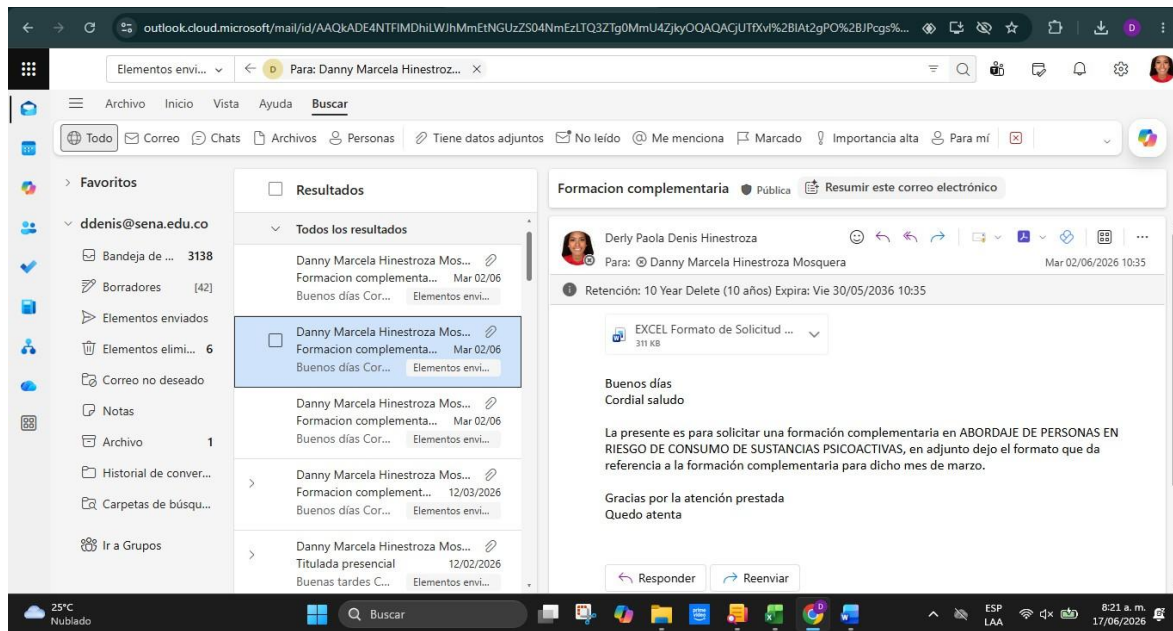 outlook.cloud.microsoft/mail/id/AAQkADE4NTFlMDhiLWJhMmEtNGUzZS04NmEzLTQ3ZTg0MmU4ZjkyOQAQACjUTfXvl%2BIAt2gPO%2BJPcgs%...
Elementos envi...
Para: Danny Marcela Hinestroz...
Archivo Inicio Vista Ayuda Buscar
Todo Correo Chats Archivos Personas Tiene datos adjuntos No leído Me menciona Marcado Importancia alta Para mí
Favoritos
ddenis@sena.edu.co
Bandeja de ... 3138
Borradores [42]
Elementos enviados
Elementos elimi... 6
Correo no deseado
Notas
Archivo 1
Historial de conver...
Carpetas de búsqu...
Ir a Grupos
Resultados
Todos los resultados
Danny Marcela Hinestroza Mos...
Formacion complementa... Mar 02/06
Buenos días Cor... Elementos envi...
Danny Marcela Hinestroza Mos...
Formacion complementa... Mar 02/06
Buenos días Cor... Elementos envi...
Danny Marcela Hinestroza Mos...
Formacion complementa... Mar 02/06
Buenos días Cor... Elementos envi...
Danny Marcela Hinestroza Mos...
Formacion complement... 12/03/2026
Buenos días Cor... Elementos envi...
Danny Marcela Hinestroza Mos...
Titulada presencial 12/02/2026
Buenas tardes C... Elementos envi...
Formacion complementaria Pública Resumir este correo electrónico
Derly Paola Denis Hinestroza
Para: Danny Marcela Hinestroza Mosquera Mar 02/06/2026 10:35
Retención: 10 Year Delete (10 años) Expira: Vie 30/05/2036 10:35
EXCEL Formato de Solicitud ...
311 KB
Buenos días
Cordial saludo
La presente es para solicitar una formación complementaria en ABORDAJE DE PERSONAS EN
RIESGO DE CONSUMO DE SUSTANCIAS PSICOACTIVAS, en adjunto dejo el formato que da
referencia a la formación complementaria para dicho mes de marzo.
Gracias por la atención prestada
Quedo atenta
Responder Reenviar
25°C
Nublado
Buscar
ESP
LAA
8:21 a. m.
17/06/2026